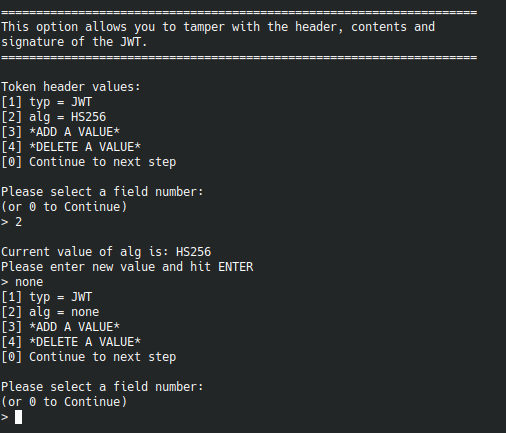 ====================================================================
This option allows you to tamper with the header, contents and
signature of the JWT.
====================================================================
Token header values:
[1] typ = JWT
[2] alg = HS256
[3] *ADD A VALUE*
[4] *DELETE A VALUE*
[0] Continue to next step
Please select a field number:
(or 0 to Continue)
> 2
Current value of alg is: HS256
Please enter new value and hit ENTER
> none
[1] typ = JWT
[2] alg = none
[3] *ADD A VALUE*
[4] *DELETE A VALUE*
[0] Continue to next step
Please select a field number:
(or 0 to Continue)
>